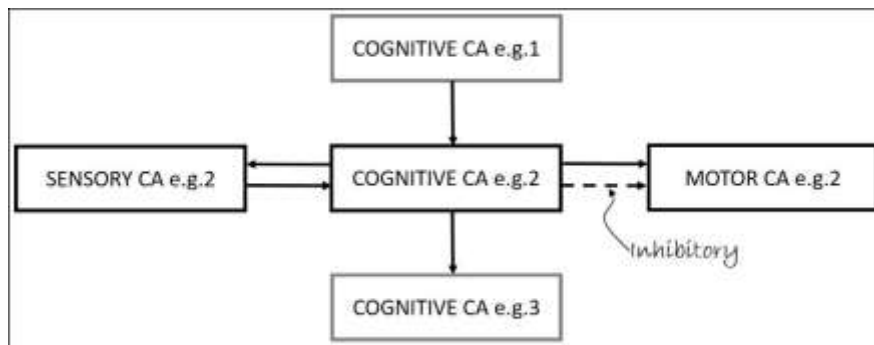 COGNITIVE CA e.g.1
SENSORY CA e.g.2
COGNITIVE CA e.g.2
MOTOR CA e.g.2
Inhibitory
COGNITIVE CA e.g.3